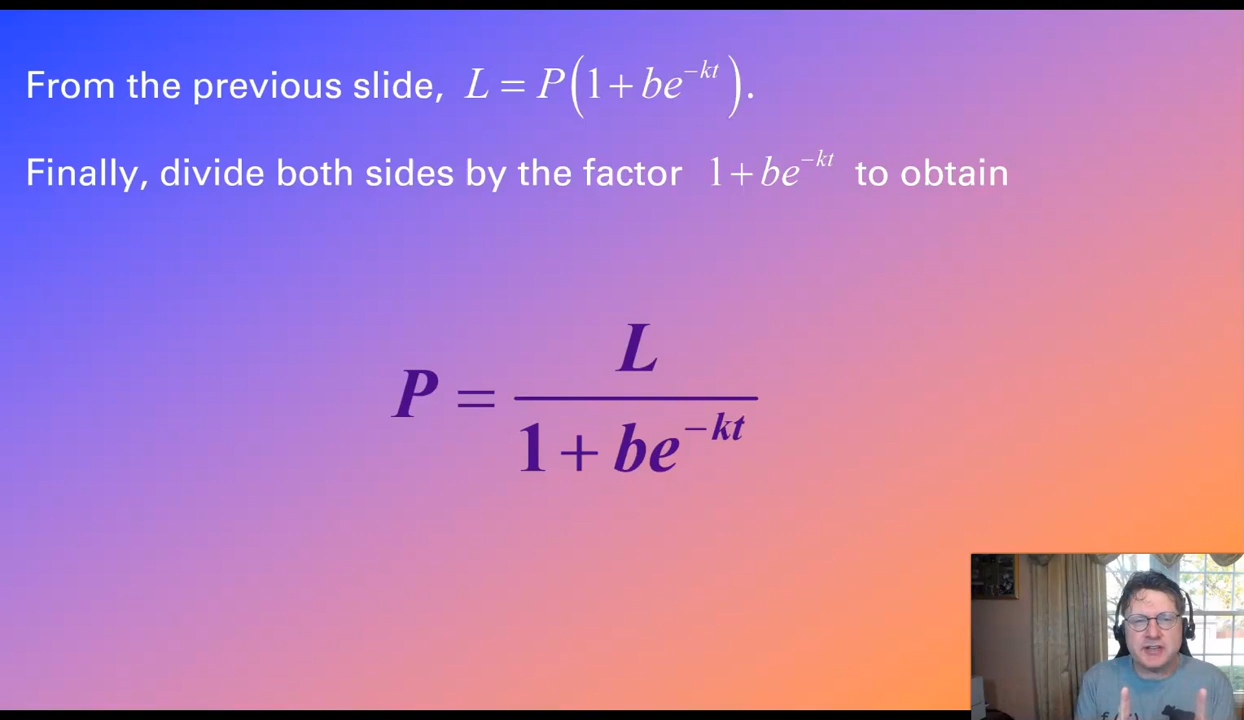 From the previous slide, L = P(1 + be^{-kt}).
Finally, divide both sides by the factor 1 + be^{-kt} to obtain
P = \frac{L}{1 + be^{-kt}}